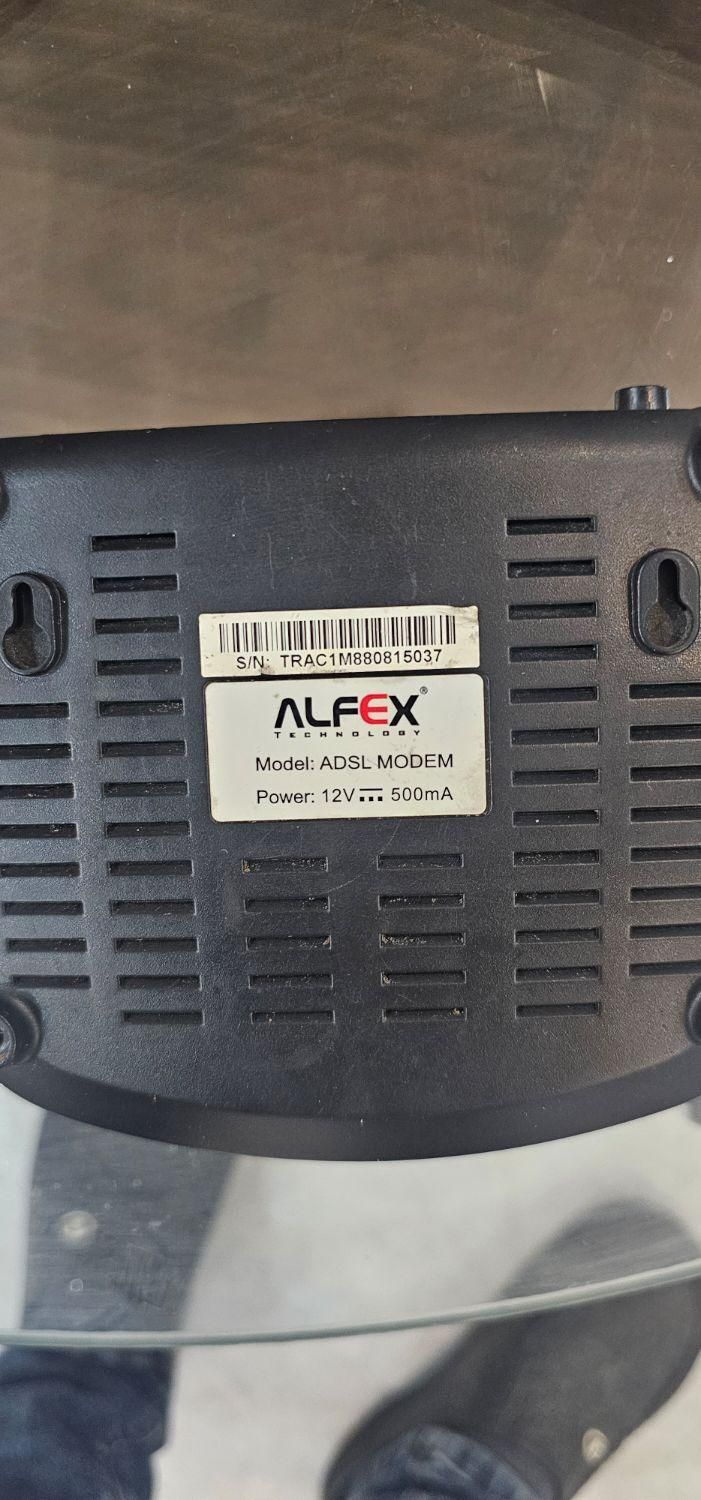 S/N: TRAC1M880815037
ALFEX®
TECHNOLOGY
Model: ADSL MODEM
Power: 12V⎓ 500mA